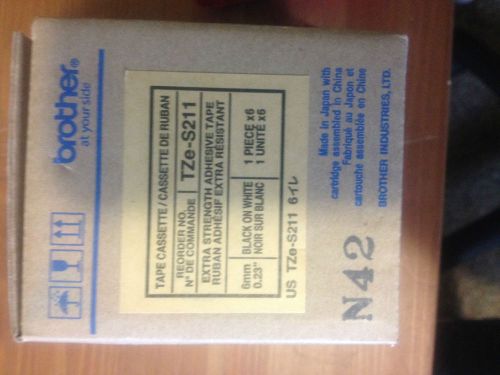 brother®
at your side
TAPE CASSETTE / CASSETTE DE RUBAN
REORDER NO.
N° DE COMMANDE
TZe-S211
EXTRA STRENGTH ADHESIVE TAPE
RUBAN ADHÉSIF EXTRA RÉSISTANT
6mm
0.23"
BLACK ON WHITE
NOIR SUR BLANC
1 PIECE x6
1 UNITÉ x6
US TZe-S211 6イレ
Made in Japan with
cartridge assembled in China
Fabriqué au Japon et
cartouche assemblée en Chine
BROTHER INDUSTRIES, LTD.
N42